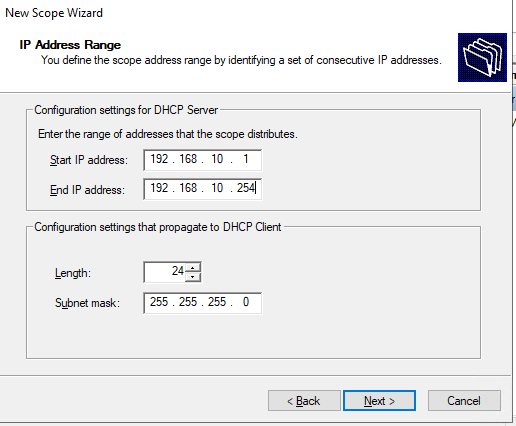 New Scope Wizard
IP Address Range
You define the scope address range by identifying a set of consecutive IP addresses.
Configuration settings for DHCP Server
Enter the range of addresses that the scope distributes.
Start IP address: 192 . 168 . 10 . 1
End IP address: 192 . 168 . 10 . 254
Configuration settings that propagate to DHCP Client
Length: 24
Subnet mask: 255 . 255 . 255 . 0
< Back Next > Cancel